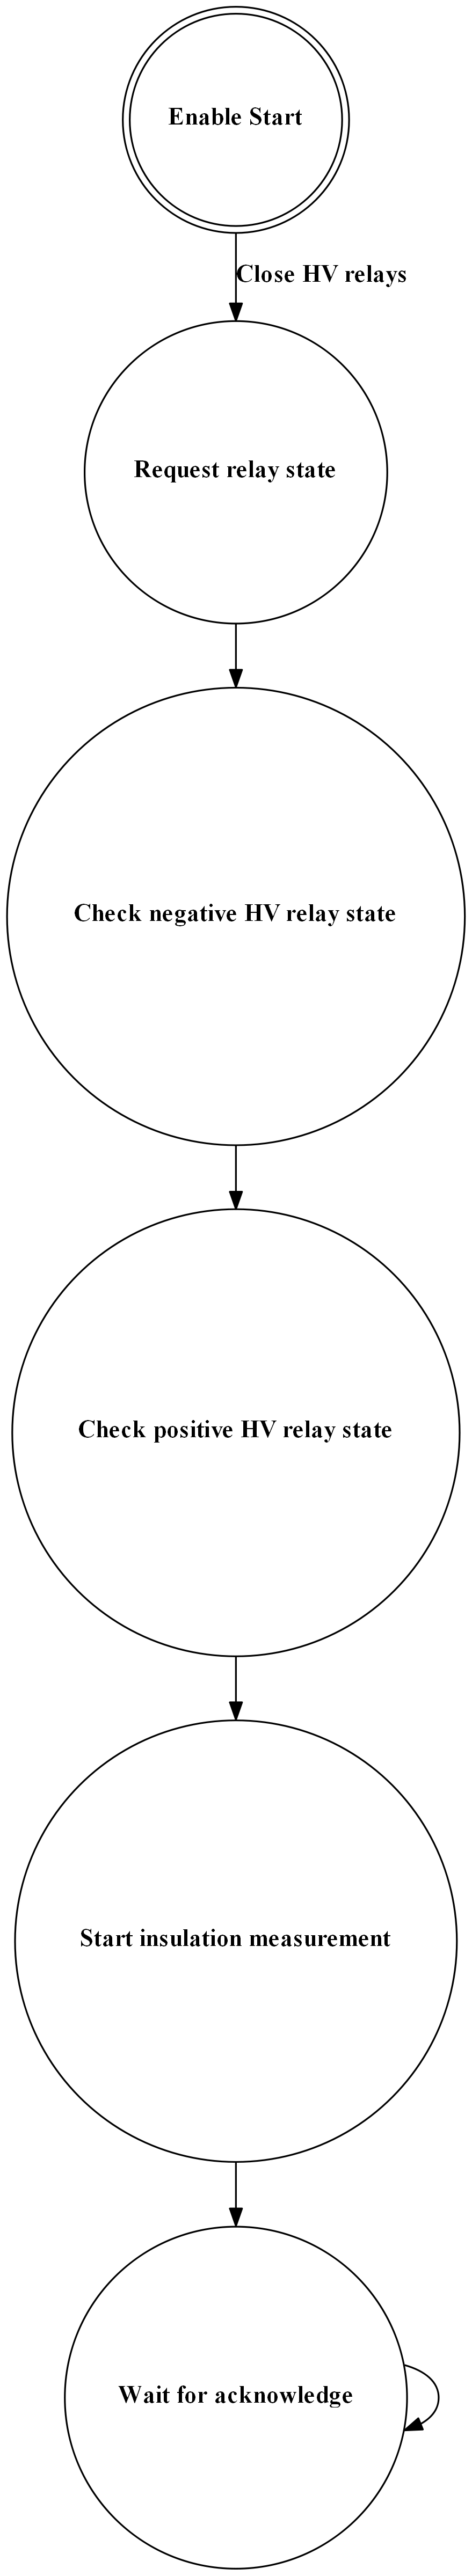 Enable Start
Close HV relays
Request relay state
Check negative HV relay state
Check positive HV relay state
Start insulation measurement
Wait for acknowledge